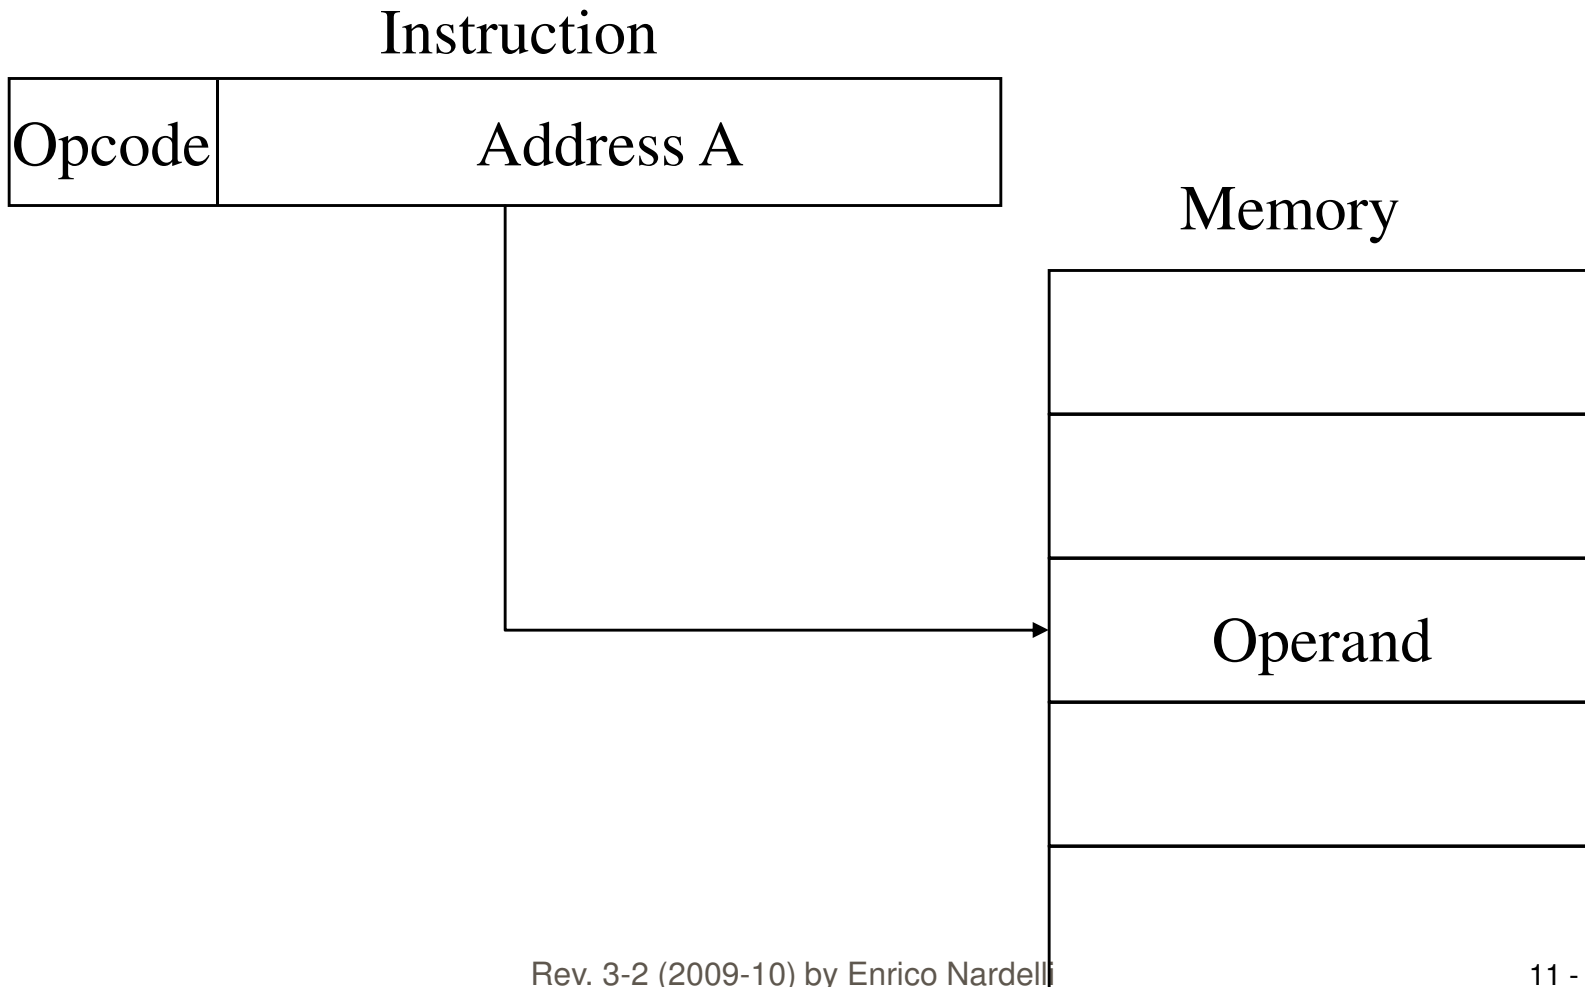 Instruction
Opcode
Address A
Memory
Operand
Rev. 3-2 (2009-10) by Enrico Nardelli
11 -